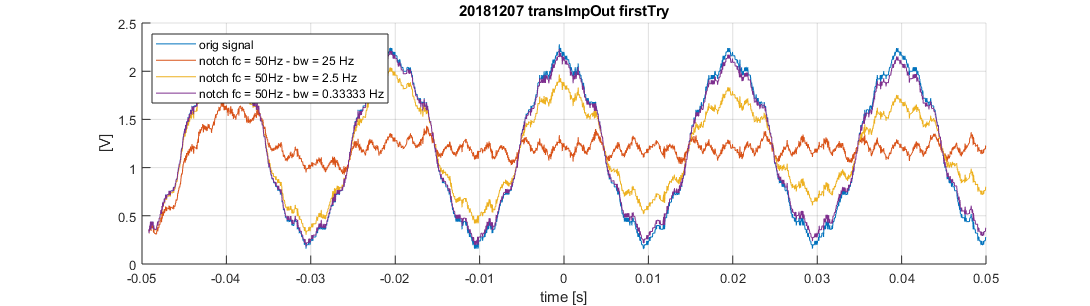 20181207 transImpOut firstTry
2.5
2
1.5
1
0.5
0
[V]
orig signal
notch fc = 50Hz - bw = 25 Hz
notch fc = 50Hz - bw = 2.5 Hz
notch fc = 50Hz - bw = 0.33333 Hz
-0.05 -0.04 -0.03 -0.02 -0.01 0 0.01 0.02 0.03 0.04 0.05
time [s]